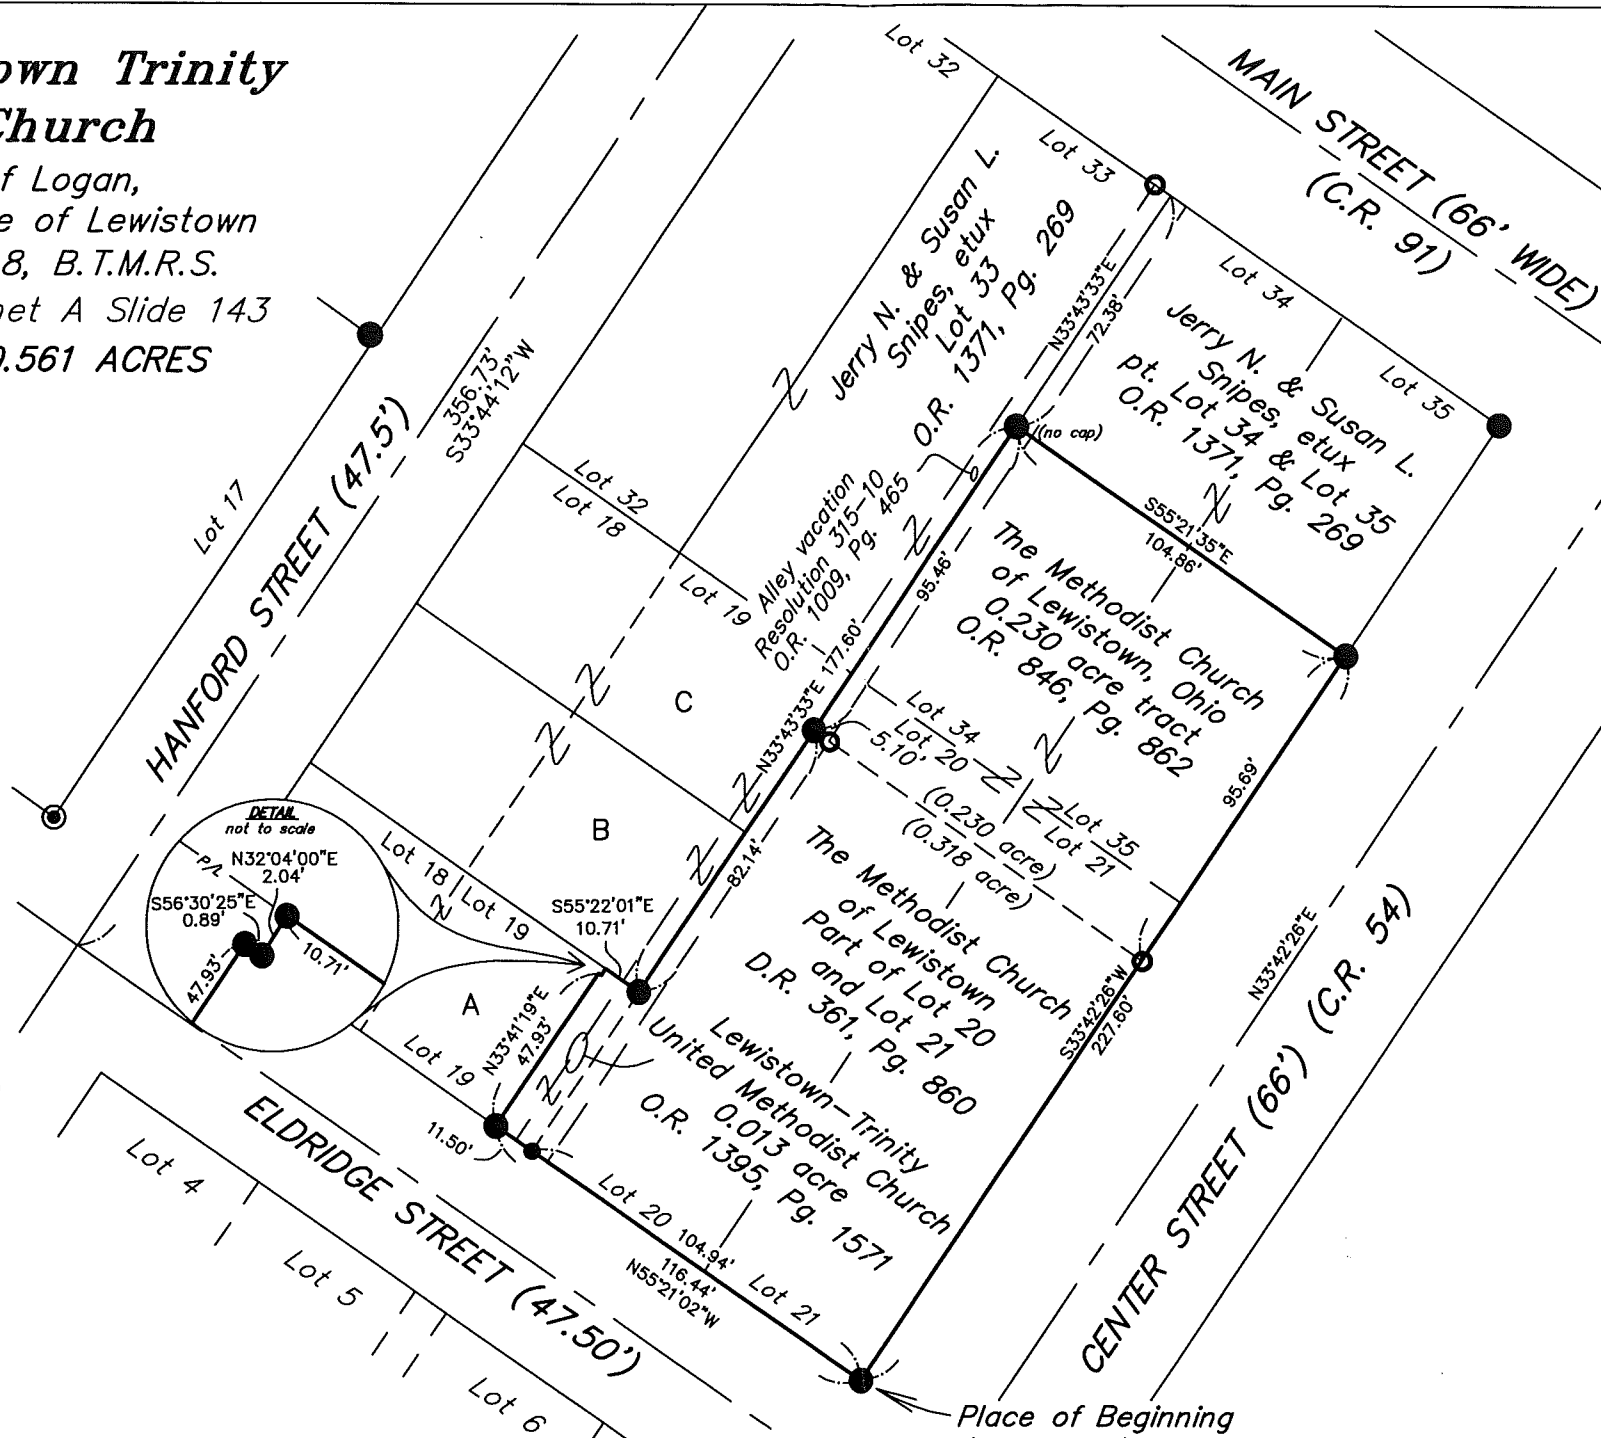 own Trinity
Church
f Logan,
e of Lewistown
8, B.T.M.R.S.
net A Slide 143
0.561 ACRES
Lot 32
MAIN STREET (66' WIDE)
(C.R. 91)
Lot 33
Lot 34
Lot 35
Jerry N. & Susan L.
Snipes, etux
Lot 33
O.R. 1371, Pg. 269
N33°43'33"E
72.38'
Jerry N. & Susan L.
Snipes, etux
pt. Lot 34 & Lot 35
O.R. 1371, Pg. 269
(no cap)
356.73'
S33°44'12"W
HANFORD STREET (47.5')
Lot 17
Lot 32
Lot 18
Lot 19
Alley vacation
Resolution 315-10
O.R. 1009, Pg. 465
S55°21'35"E
104.86'
95.46'
N33°43'33"E 177.60'
The Methodist Church
of Lewistown, Ohio
0.230 acre tract
O.R. 846, Pg. 862
Lot 34
Lot 20
5.10'
Lot 35
Lot 21
(0.230 acre)
(0.318 acre)
95.69'
C
B
A
82.14'
Lot 18
Lot 19
S55°22'01"E
10.71'
DETAIL
not to scale
P/L
N32°04'00"E
2.04'
S56°30'25"E
0.89'
47.93'
10.71'
The Methodist Church
of Lewistown
Part of Lot 20
and Lot 21
D.R. 361, Pg. 860
S33°42'26"W
227.60'
N33°42'26"E
CENTER STREET (66') (C.R. 54)
N33°41'19"E
47.93'
Lot 19
11.50'
Lewistown-Trinity
United Methodist Church
0.013 acre
O.R. 1395, Pg. 1571
Lot 20
104.94'
116.44'
N55°21'02"W
Lot 21
ELDRIDGE STREET (47.50')
Lot 4
Lot 5
Lot 6
Place of Beginning